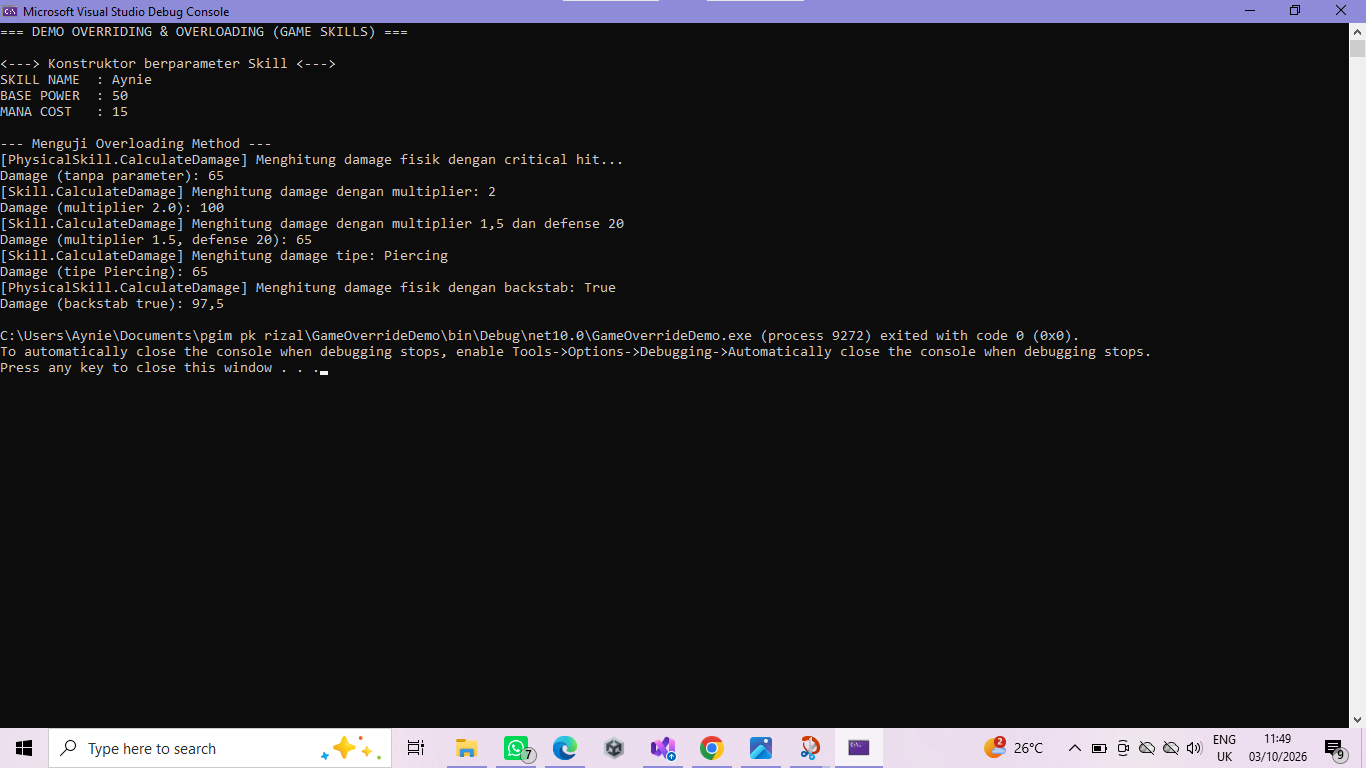 Microsoft Visual Studio Debug Console
=== DEMO OVERRIDING & OVERLOADING (GAME SKILLS) ===
<---> Konstruktor berparameter Skill <--->
SKILL NAME  : Aynie
BASE POWER  : 50
MANA COST   : 15
--- Menguji Overloading Method ---
[PhysicalSkill.CalculateDamage] Menghitung damage fisik dengan critical hit...
Damage (tanpa parameter): 65
[Skill.CalculateDamage] Menghitung damage dengan multiplier: 2
Damage (multiplier 2.0): 100
[Skill.CalculateDamage] Menghitung damage dengan multiplier 1,5 dan defense 20
Damage (multiplier 1.5, defense 20): 65
[Skill.CalculateDamage] Menghitung damage tipe: Piercing
Damage (tipe Piercing): 65
[PhysicalSkill.CalculateDamage] Menghitung damage fisik dengan backstab: True
Damage (backstab true): 97,5
C:\Users\Aynie\Documents\pgim pk rizal\GameOverrideDemo\bin\Debug\net10.0\GameOverrideDemo.exe (process 9272) exited with code 0 (0x0).
To automatically close the console when debugging stops, enable Tools->Options->Debugging->Automatically close the console when debugging stops.
Press any key to close this window . . .
Type here to search
7
2
26°C
ENG
UK
11:49
03/10/2026
9